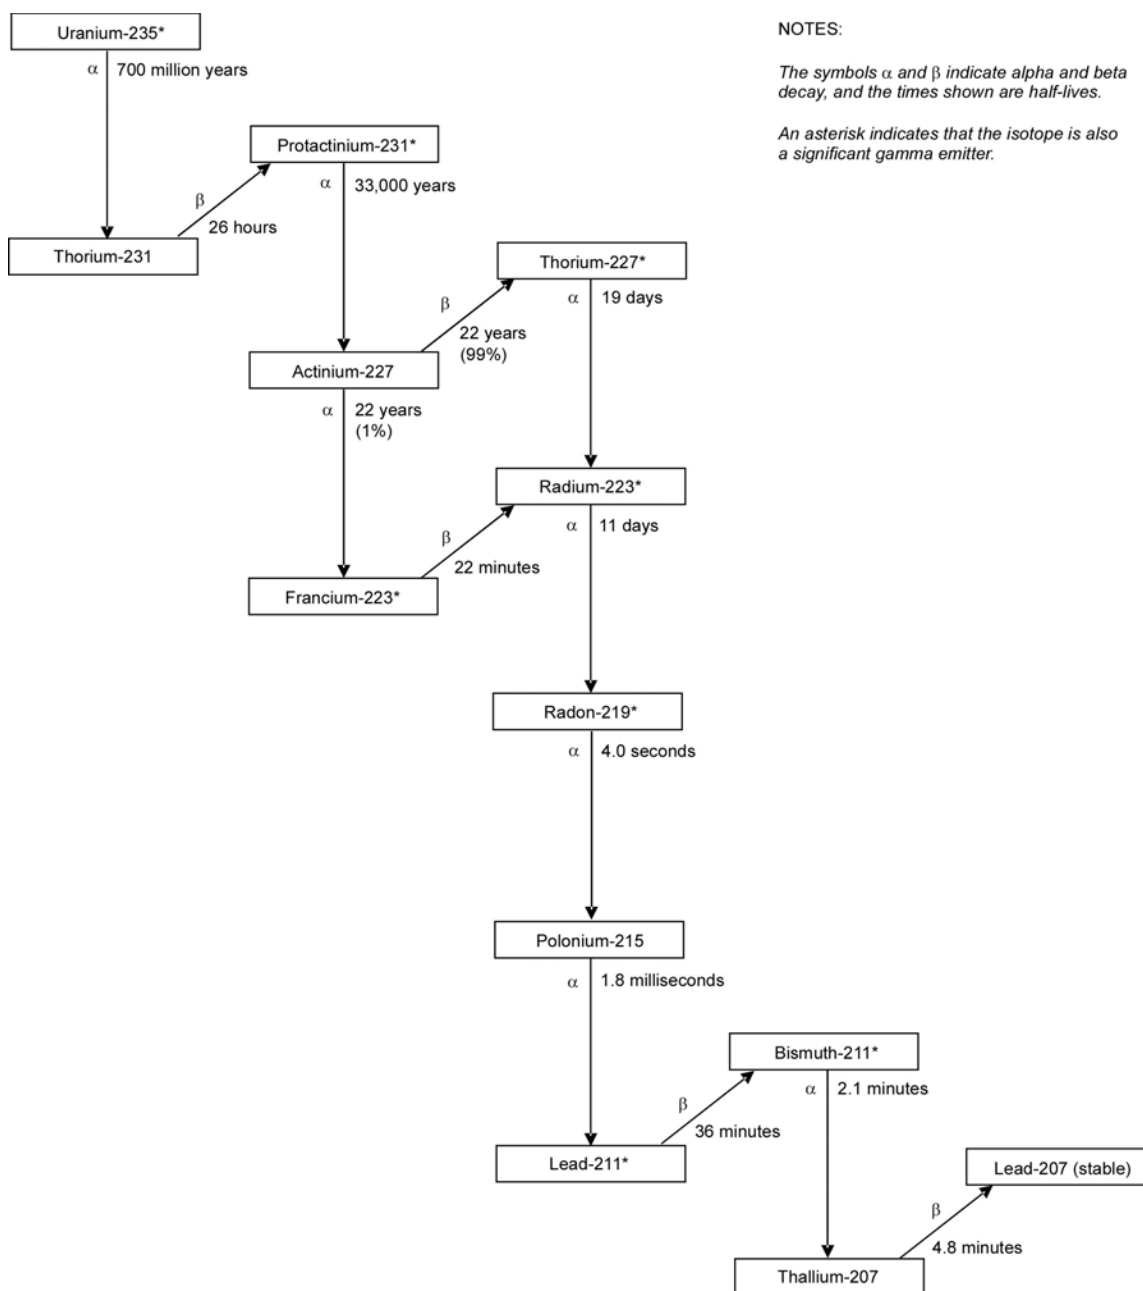 Uranium-235*
NOTES:
α 700 million years
The symbols α and β indicate alpha and beta
decay, and the times shown are half-lives.
Protactinium-231*
An asterisk indicates that the isotope is also
a significant gamma emitter.
α 33,000 years
β
26 hours
Thorium-231
Thorium-227*
α 19 days
β
22 years
(99%)
Actinium-227
α 22 years
(1%)
Radium-223*
α 11 days
β
22 minutes
Francium-223*
Radon-219*
α 4.0 seconds
Polonium-215
α 1.8 milliseconds
Bismuth-211*
α 2.1 minutes
β
36 minutes
Lead-211*
Lead-207 (stable)
β
4.8 minutes
Thallium-207